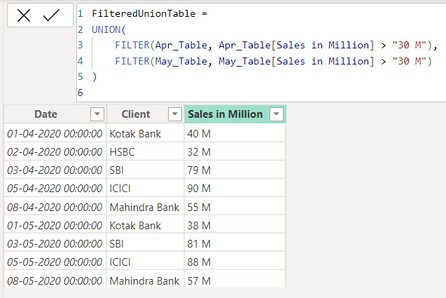 1 FilteredUnionTable =
2 UNION(
3 FILTER(Apr_Table, Apr_Table[Sales in Million] > "30 M"),
4 FILTER(May_Table, May_Table[Sales in Million] > "30 M")
5 )
6
Date Client Sales in Million
01-04-2020 00:00:00 Kotak Bank 40 M
02-04-2020 00:00:00 HSBC 32 M
03-04-2020 00:00:00 SBI 79 M
05-04-2020 00:00:00 ICICI 90 M
08-04-2020 00:00:00 Mahindra Bank 55 M
01-05-2020 00:00:00 Kotak Bank 38 M
03-05-2020 00:00:00 SBI 81 M
05-05-2020 00:00:00 ICICI 88 M
08-05-2020 00:00:00 Mahindra Bank 57 M